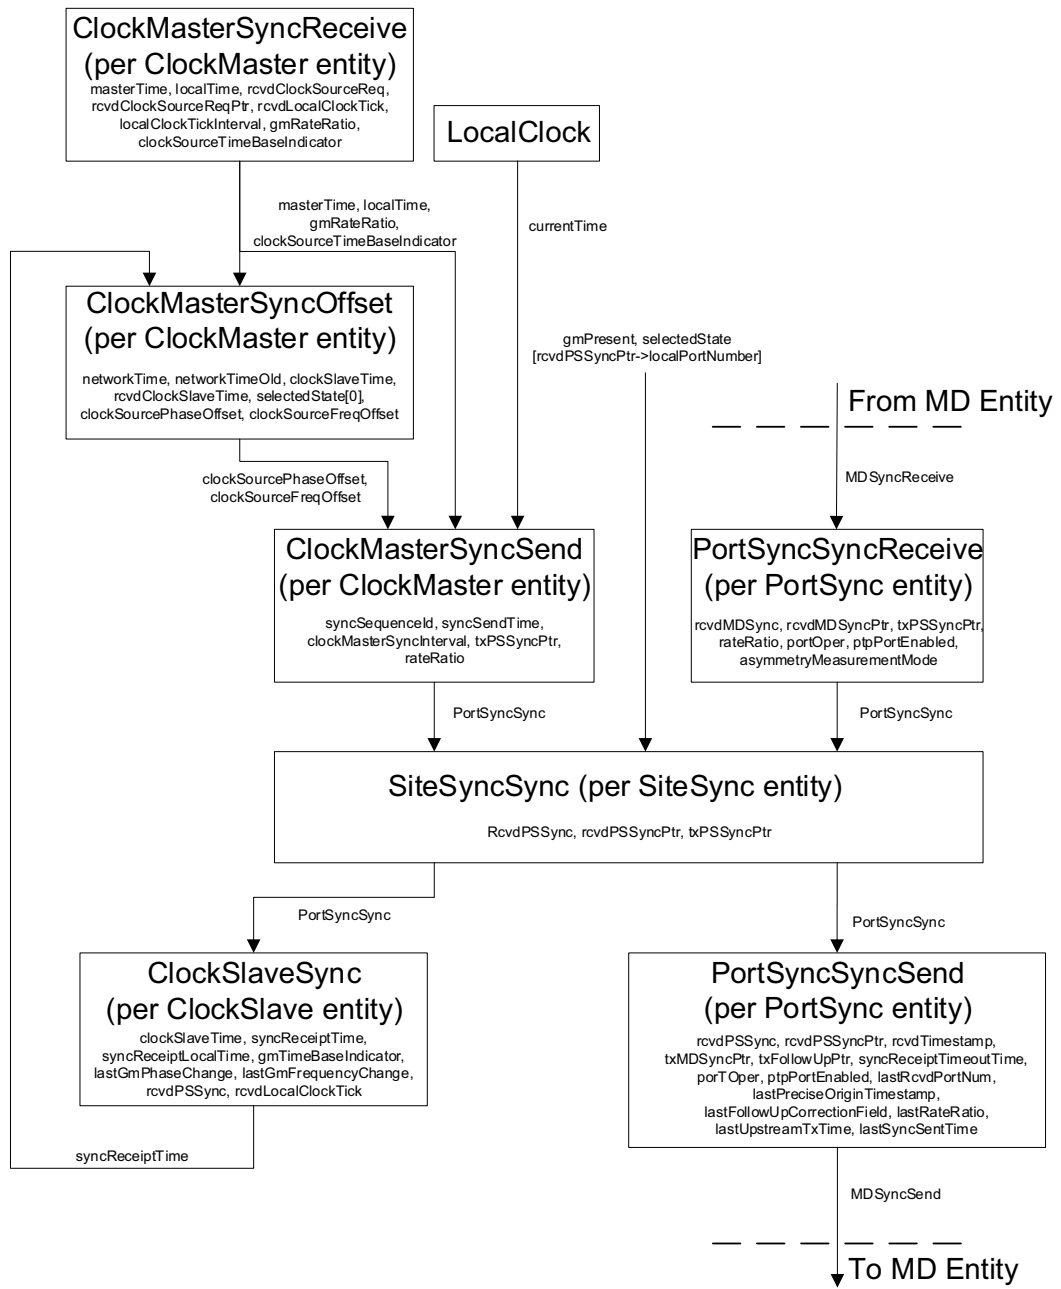 ClockMasterSyncReceive
(per ClockMaster entity)
masterTime, localTime, rcvdClockSourceReq,
rcvdClockSourceReqPtr, rcvdLocalClockTick,
localClockTickInterval, gmRateRatio,
clockSourceTimeBaseIndicator
LocalClock
masterTime, localTime,
gmRateRatio,
clockSourceTimeBaseIndicator
currentTime
ClockMasterSyncOffset
(per ClockMaster entity)
networkTime, networkTimeOld, clockSlaveTime,
rcvdClockSlaveTime, selectedState[0],
clockSourcePhaseOffset, clockSourceFreqOffset
gmPresent, selectedState
[rcvdPSSyncPtr->localPortNumber]
From MD Entity
clockSourcePhaseOffset,
clockSourceFreqOffset
MDSyncReceive
ClockMasterSyncSend
(per ClockMaster entity)
syncSequenceId, syncSendTime,
clockMasterSyncInterval, txPSSyncPtr,
rateRatio
PortSyncSyncReceive
(per PortSync entity)
rcvdMDSync, rcvdMDSyncPtr, txPSSyncPtr,
rateRatio, portOper, ptpPortEnabled,
asymmetryMeasurementMode
PortSyncSync
PortSyncSync
SiteSyncSync (per SiteSync entity)
RcvdPSSync, rcvdPSSyncPtr, txPSSyncPtr
PortSyncSync
PortSyncSync
ClockSlaveSync
(per ClockSlave entity)
clockSlaveTime, syncReceiptTime,
syncReceiptLocalTime, gmTimeBaseIndicator,
lastGmPhaseChange, lastGmFrequencyChange,
rcvdPSSync, rcvdLocalClockTick
PortSyncSyncSend
(per PortSync entity)
rcvdPSSync, rcvdPSSyncPtr, rcvdTimestamp,
txMDSyncPtr, txFollowUpPtr, syncReceiptTimeoutTime,
porTOper, ptpPortEnabled, lastRcvdPortNum,
lastPreciseOriginTimestamp,
lastFollowUpCorrectionField, lastRateRatio,
lastUpstreamTxTime, lastSyncSentTime
syncReceiptTime
MDSyncSend
To MD Entity